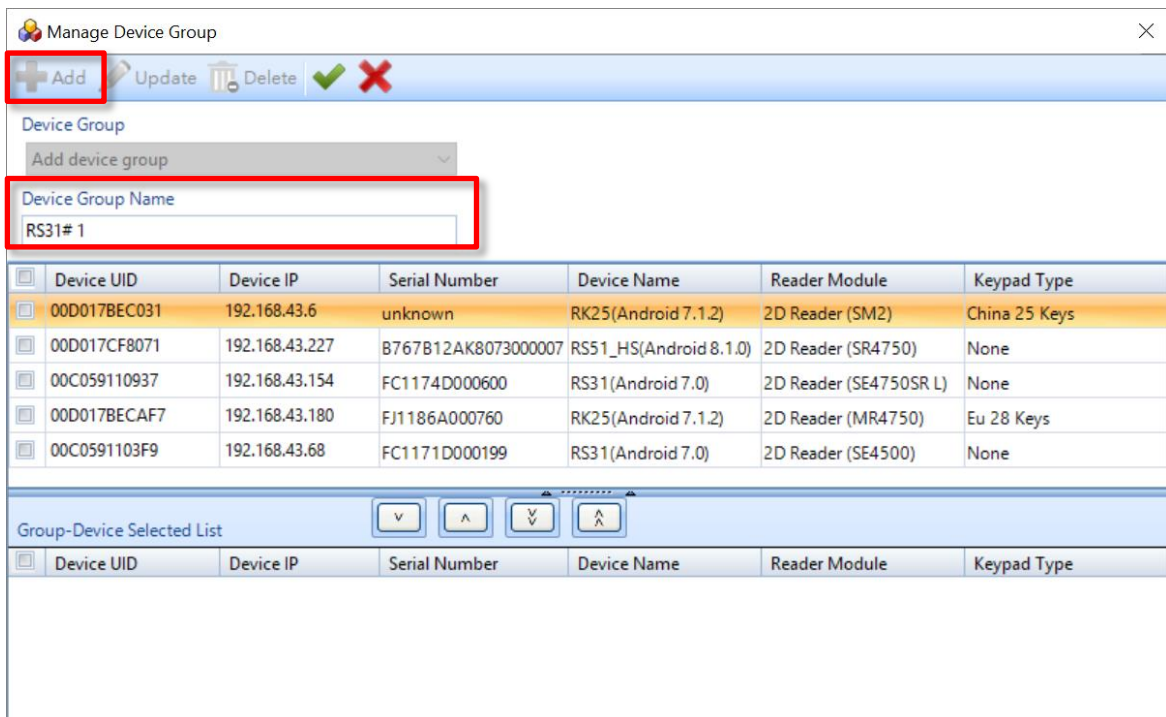 Manage Device Group
Add Update Delete
Device Group
Add device group
Device Group Name
RS31# 1
Device UID Device IP Serial Number Device Name Reader Module Keypad Type
00D017BEC031 192.168.43.6 unknown RK25(Android 7.1.2) 2D Reader (SM2) China 25 Keys
00D017CF8071 192.168.43.227 B767B12AK8073000007 RS51_HS(Android 8.1.0) 2D Reader (SR4750) None
00C059110937 192.168.43.154 FC1174D000600 RS31(Android 7.0) 2D Reader (SE4750SR L) None
00D017BECAF7 192.168.43.180 FJ1186A000760 RK25(Android 7.1.2) 2D Reader (MR4750) Eu 28 Keys
00C0591103F9 192.168.43.68 FC1171D000199 RS31(Android 7.0) 2D Reader (SE4500) None
Group-Device Selected List
Device UID Device IP Serial Number Device Name Reader Module Keypad Type